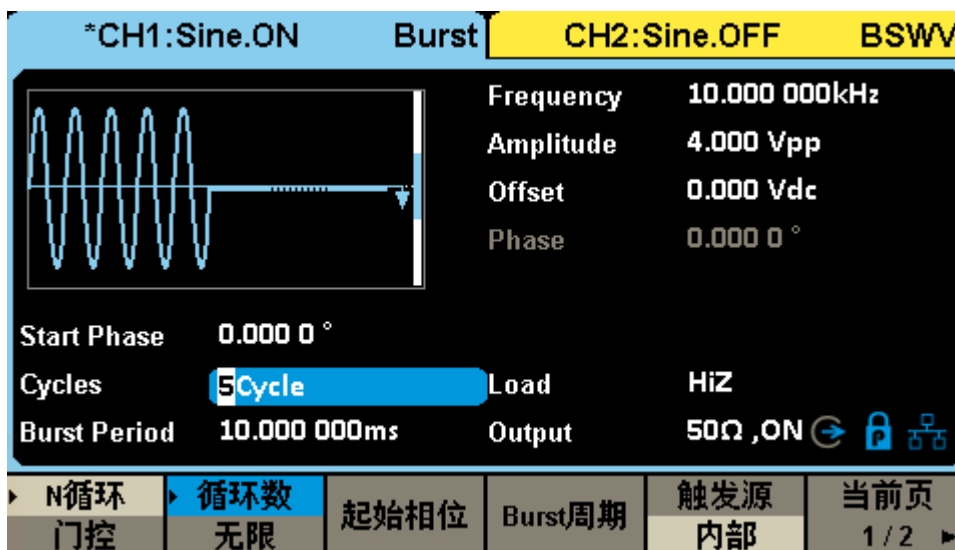 *CH1:Sine.ON Burst CH2:Sine.OFF BSWV
Frequency 10.000 000kHz
Amplitude 4.000 Vpp
Offset 0.000 Vdc
Phase 0.000 0 °
Start Phase 0.000 0 °
Cycles 5Cycle Load HiZ
Burst Period 10.000 000ms Output 50Ω ,ON P
N循环 循环数 起始相位 Burst周期 触发源 当前页
门控 无限 内部 1 / 2